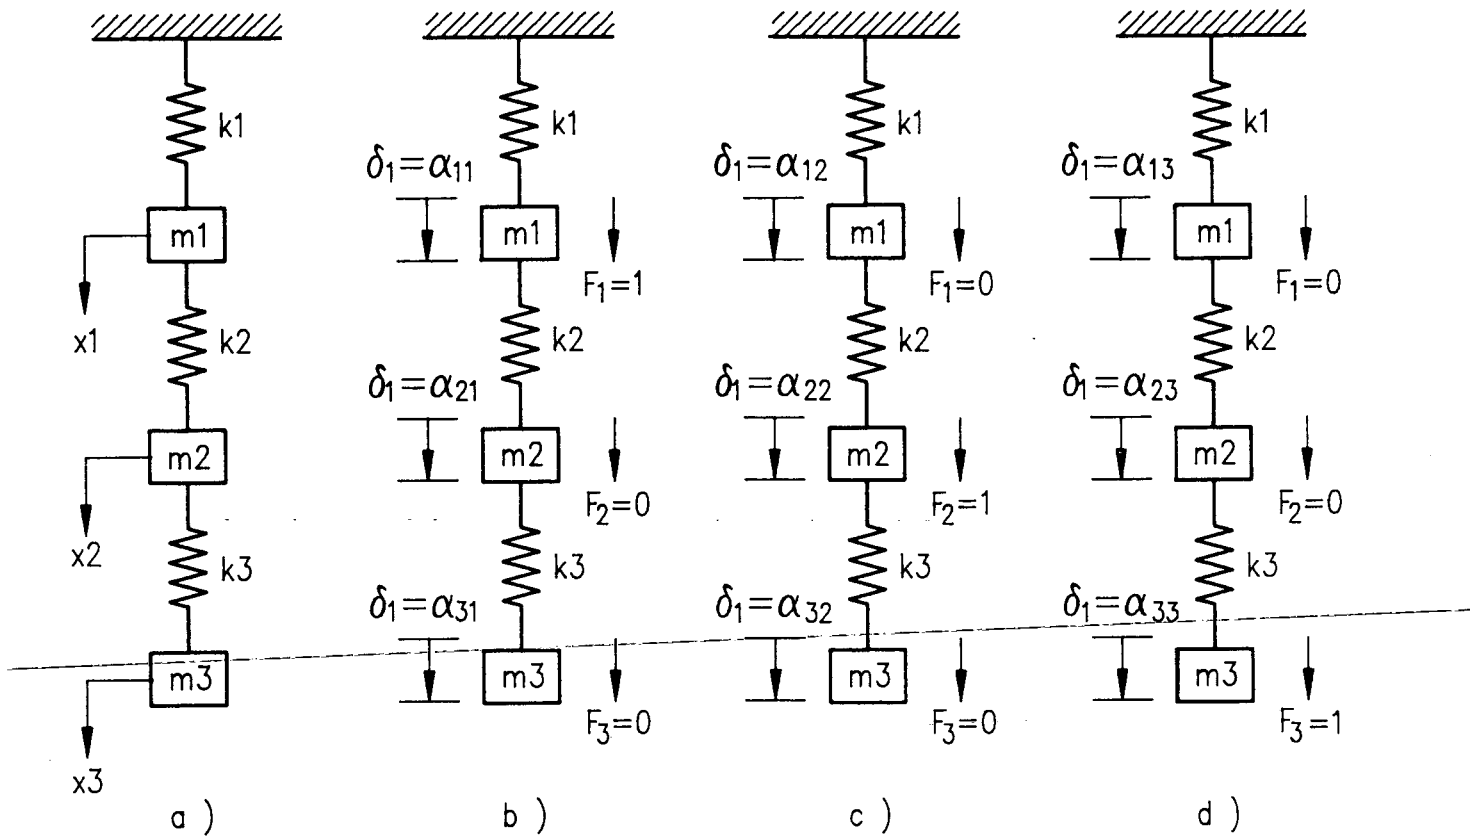 k1 k1 k1 k1
δ₁=α₁₁ δ₁=α₁₂ δ₁=α₁₃
m1 m1 m1 m1
F₁=1 F₁=0 F₁=0
x1 k2 k2 k2 k2
δ₁=α₂₁ δ₁=α₂₂ δ₁=α₂₃
m2 m2 m2 m2
F₂=0 F₂=1 F₂=0
x2 k3 k3 k3 k3
δ₁=α₃₁ δ₁=α₃₂ δ₁=α₃₃
m3 m3 m3 m3
F₃=0 F₃=0 F₃=1
x3
a ) b ) c ) d )